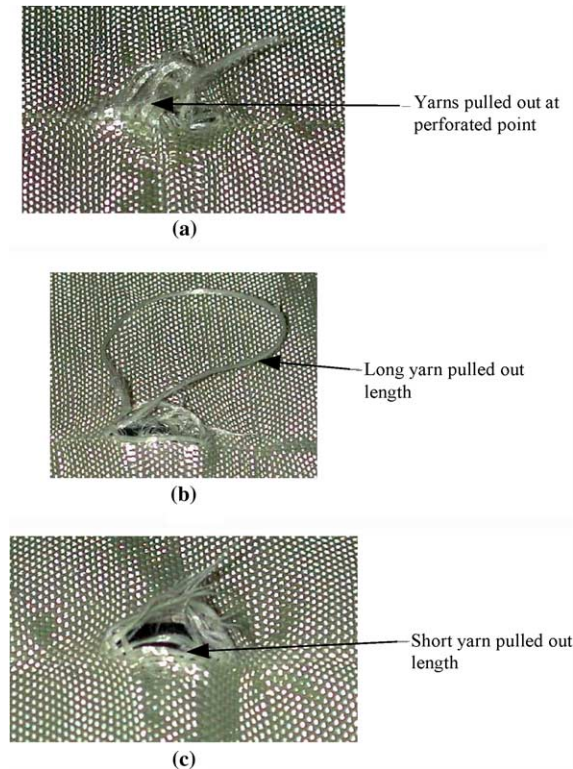 Yarns pulled out at
perforated point
(a)
Long yarn pulled out
length
(b)
Short yarn pulled out
length
(c)